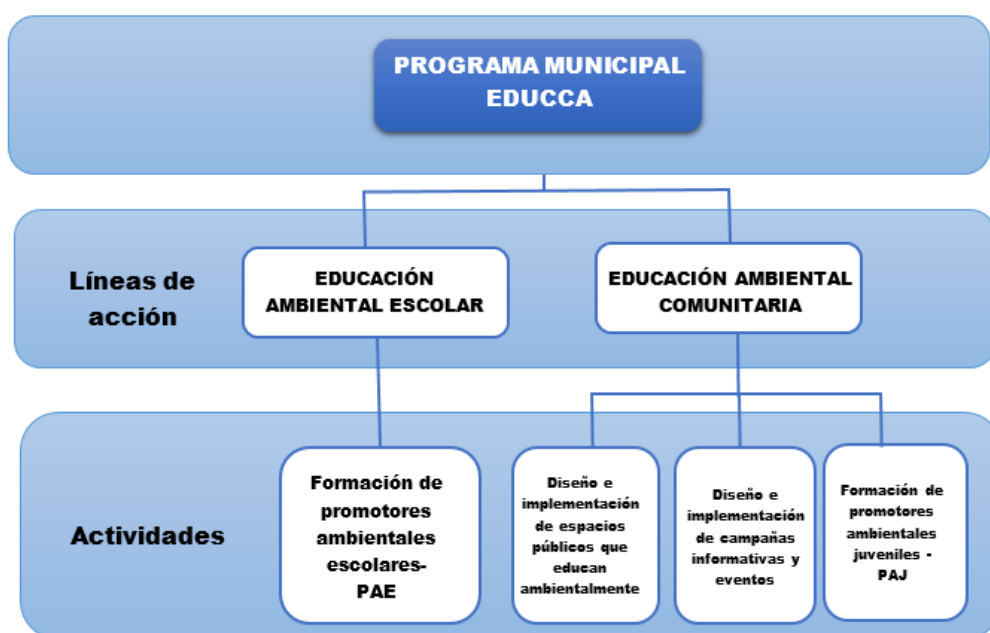 PROGRAMA MUNICIPAL
EDUCCA
Líneas de
acción
EDUCACIÓN
AMBIENTAL ESCOLAR
EDUCACIÓN AMBIENTAL
COMUNITARIA
Actividades
Formación de
promotores
ambientales
escolares-
PAE
Diseño e
implementación
de espacios
públicos que
educan
ambientalmente
Diseño e
implementación
de campañas
informativas y
eventos
Formación de
promotores
ambientales
juveniles -
PAJ